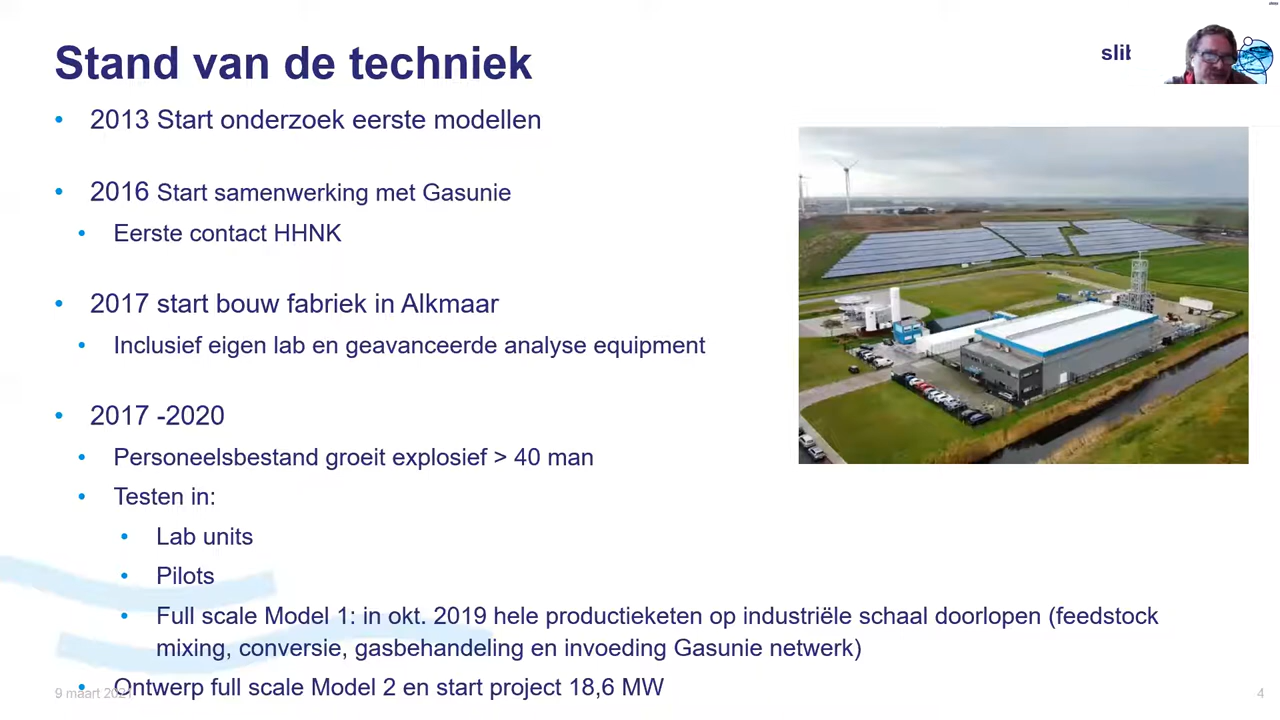 Stand van de techniek
slib
2013 Start onderzoek eerste modellen
2016 Start samenwerking met Gasunie
Eerste contact HHNK
2017 start bouw fabriek in Alkmaar
Inclusief eigen lab en geavanceerde analyse equipment
2017 -2020
Personeelsbestand groeit explosief > 40 man
Testen in:
Lab units
Pilots
Full scale Model 1: in okt. 2019 hele productieketen op industriële schaal doorlopen (feedstock
mixing, conversie, gasbehandeling en invoeding Gasunie netwerk)
Ontwerp full scale Model 2 en start project 18,6 MW
9 maart 2021
4